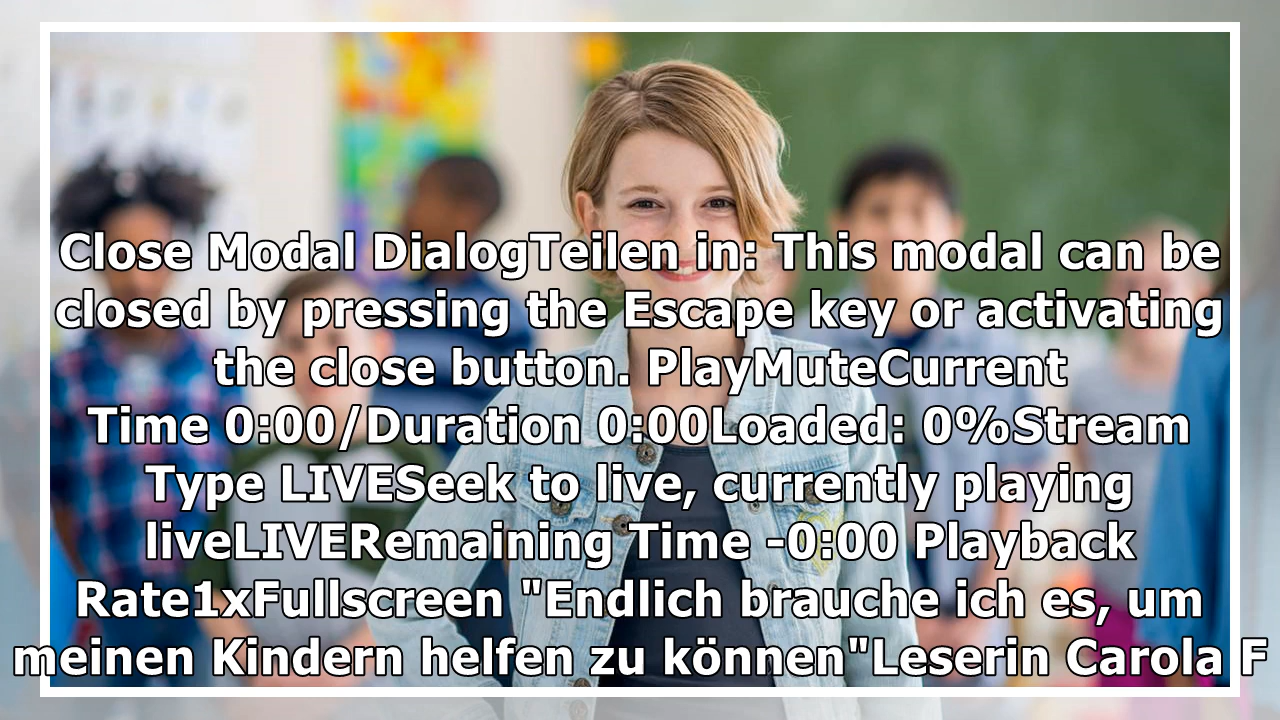 Close Modal DialogTeilen in: This modal can be
closed by pressing the Escape key or activating
the close button. PlayMuteCurrent
Time 0:00/Duration 0:00Loaded: 0%Stream
Type LIVESeek to live, currently playing
liveLIVERemaining Time -0:00 Playback
Rate1xFullscreen "Endlich brauche ich es, um
meinen Kindern helfen zu können"Leserin Carola F